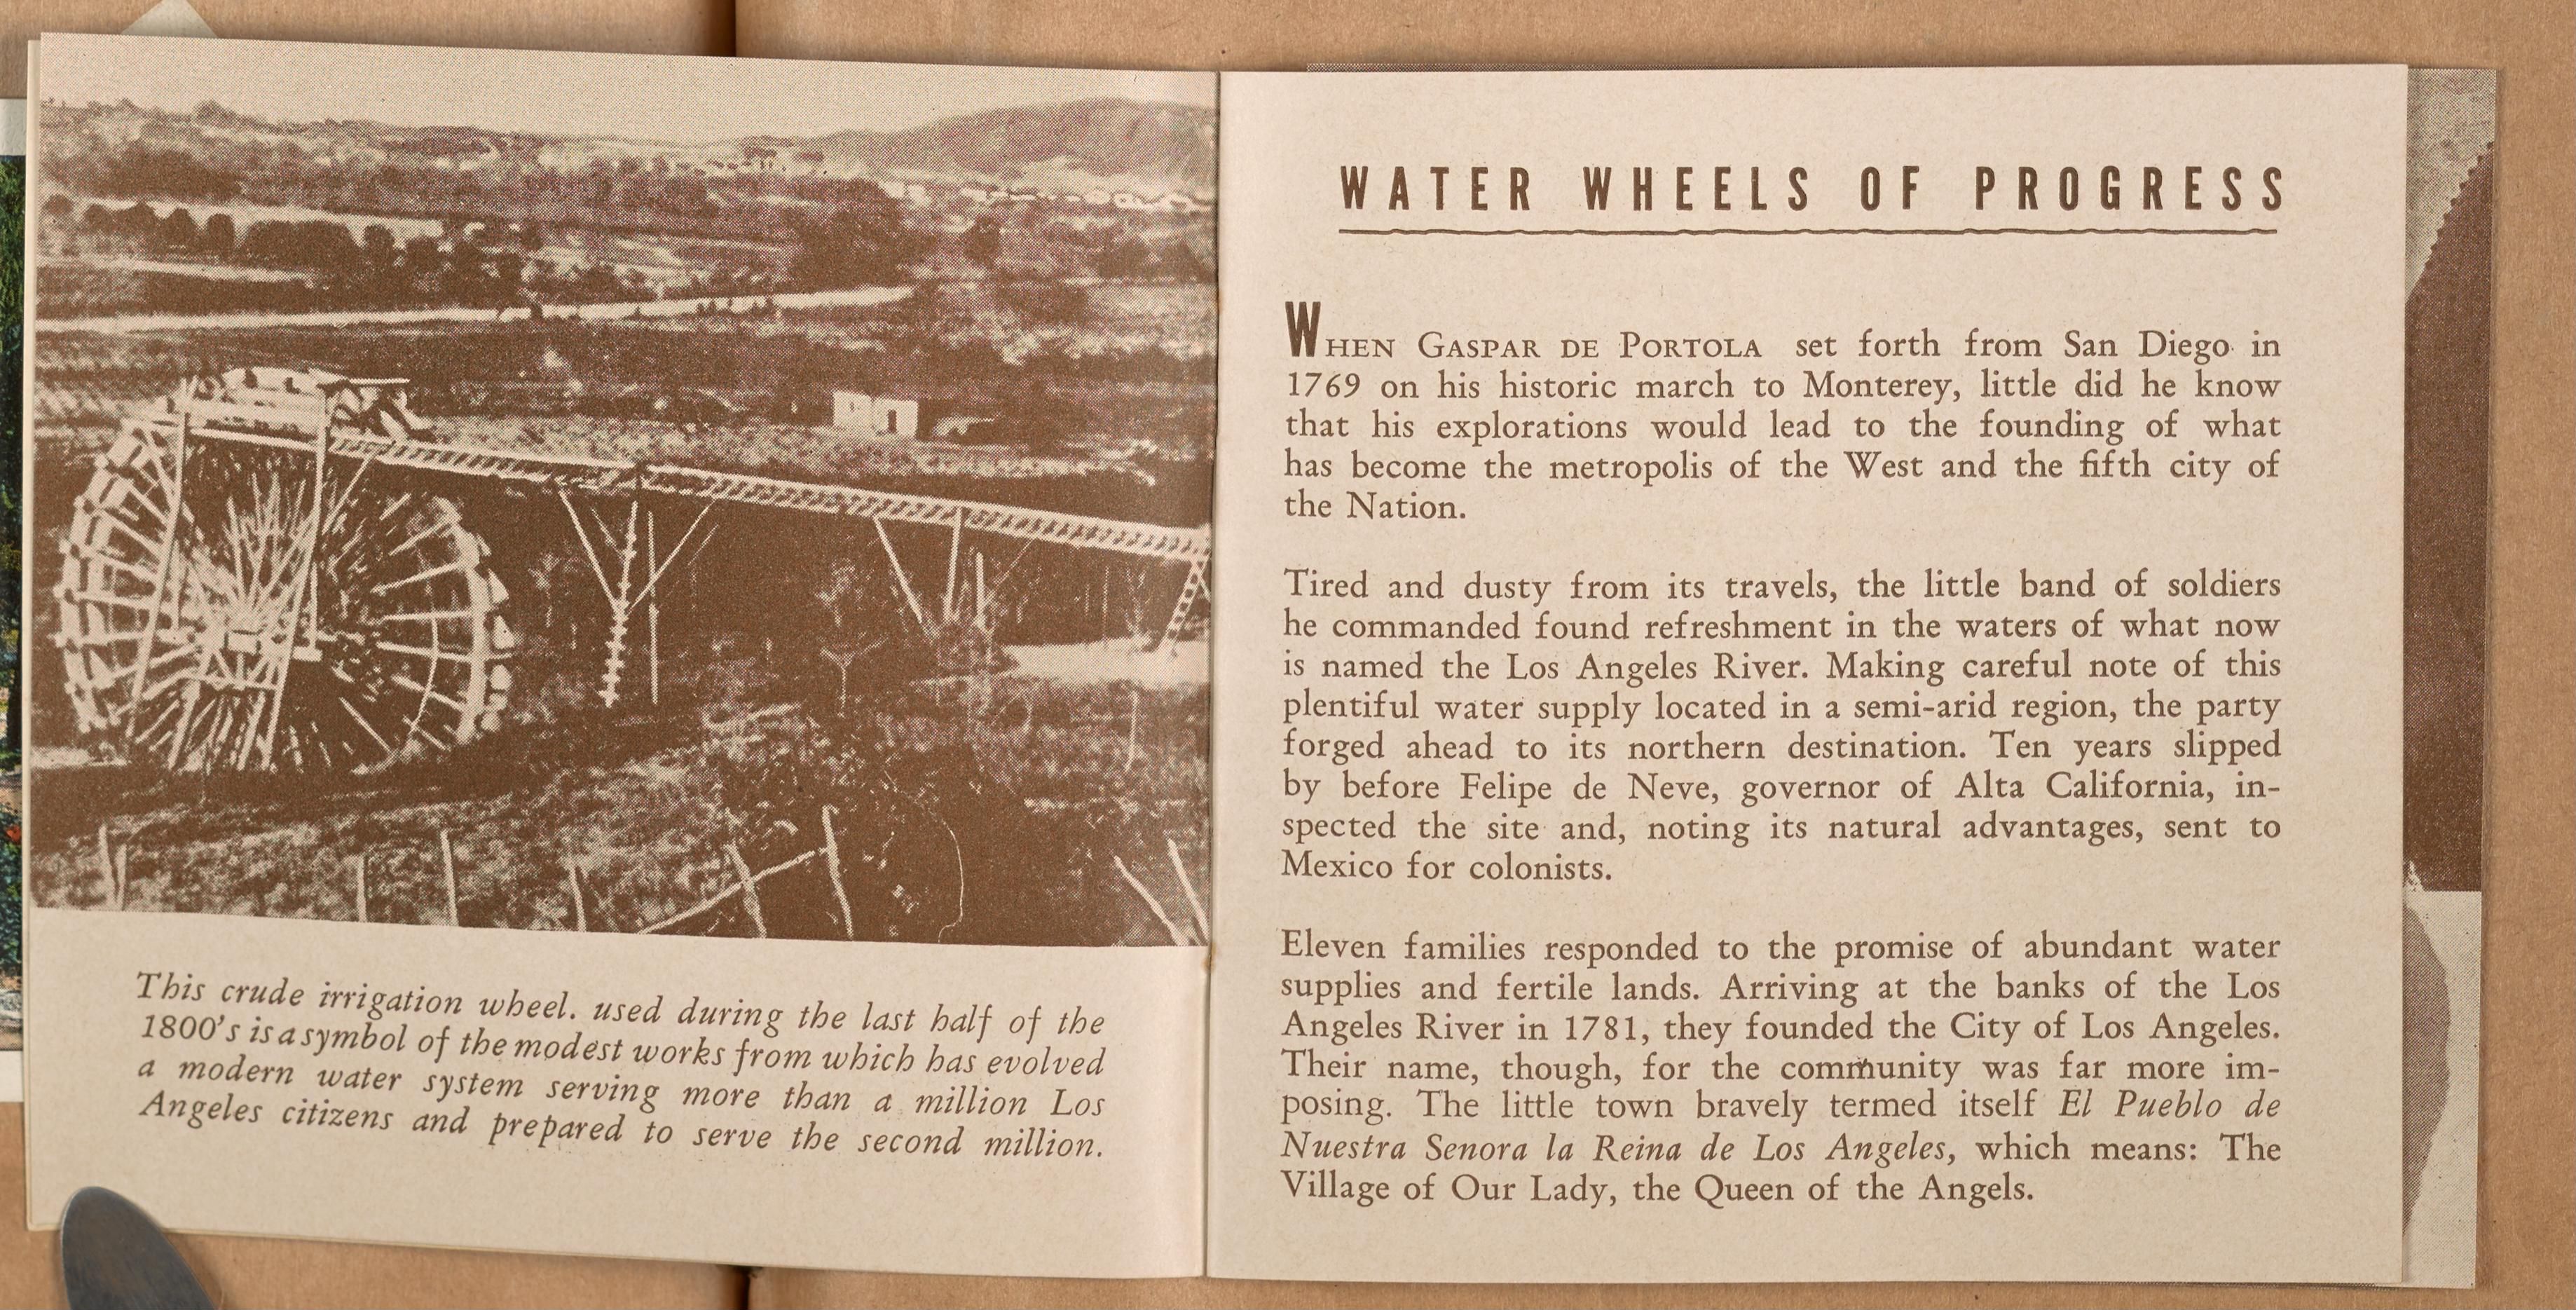 This crude irrigation wheel. used during the last half of the
1800's is a symbol of the modest works from which has evolved
a modern water system serving more than a million Los
Angeles citizens and prepared to serve the second million.
WATER WHEELS OF PROGRESS
WHEN GASPAR DE PORTOLA set forth from San Diego in
1769 on his historic march to Monterey, little did he know
that his explorations would lead to the founding of what
has become the metropolis of the West and the fifth city of
the Nation.
Tired and dusty from its travels, the little band of soldiers
he commanded found refreshment in the waters of what now
is named the Los Angeles River. Making careful note of this
plentiful water supply located in a semi-arid region, the party
forged ahead to its northern destination. Ten years slipped
by before Felipe de Neve, governor of Alta California, in-
spected the site and, noting its natural advantages, sent to
Mexico for colonists.
Eleven families responded to the promise of abundant water
supplies and fertile lands. Arriving at the banks of the Los
Angeles River in 1781, they founded the City of Los Angeles.
Their name, though, for the community was far more im-
posing. The little town bravely termed itself El Pueblo de
Nuestra Senora la Reina de Los Angeles, which means: The
Village of Our Lady, the Queen of the Angels.